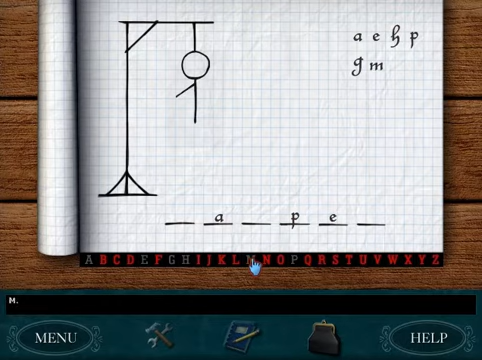 a e h p
g m
_ a _ p e _
A B C D E F G H I J K L M N O P Q R S T U V W X Y Z
M.
MENU
HELP